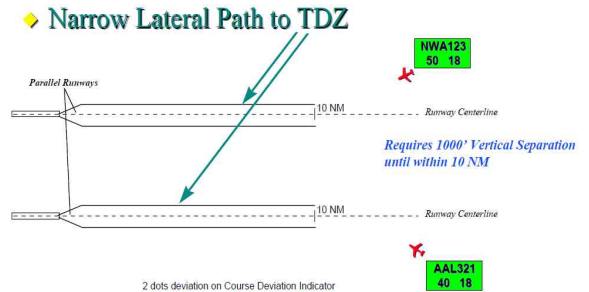 Narrow Lateral Path to TDZ
NWA123
50 18
Parallel Runways
10 NM
Runway Centerline
Requires 1000' Vertical Separation
until within 10 NM
10 NM
Runway Centerline
AAL321
40 18
2 dots deviation on Course Deviation Indicator